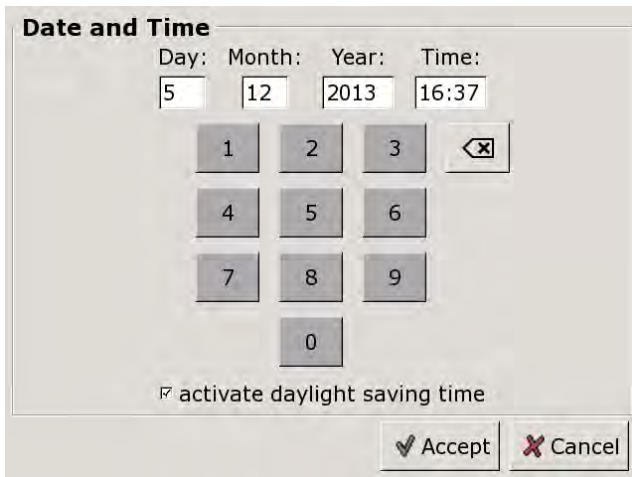 Date and Time
Day: Month: Year: Time:
5 12 2013 16:37
1 2 3
4 5 6
7 8 9
0
activate daylight saving time
Accept Cancel